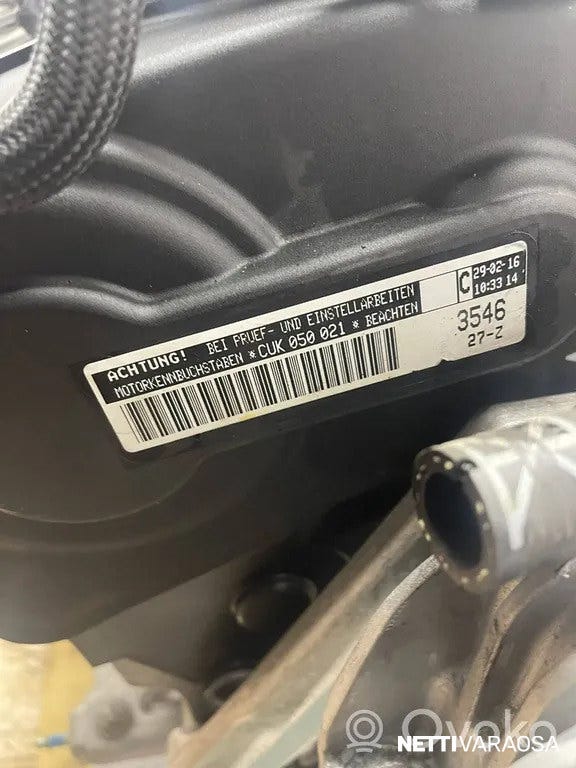 ACHTUNG! BEI PRUEF- UND EINSTELLARBEITEN
MOTORKENNBUCHSTABEN *CUK 050 021* BEACHTEN
C 29-02-16
10:33 14
3546
27-Z
Ovoko
NETTIVARAOSA